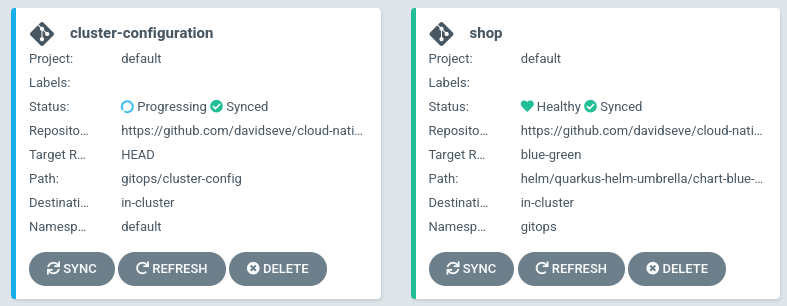 cluster-configuration
Project: default
Labels:
Status: Progressing Synced
Reposito... https://github.com/davidseve/cloud-nati...
Target R... HEAD
Path: gitops/cluster-config
Destinati... in-cluster
Namesp... default
SYNC REFRESH DELETE
shop
Project: default
Labels:
Status: Healthy Synced
Reposito... https://github.com/davidseve/cloud-nati...
Target R... blue-green
Path: helm/quarkus-helm-umbrella/chart-blue-...
Destinati... in-cluster
Namesp... gitops
SYNC REFRESH DELETE